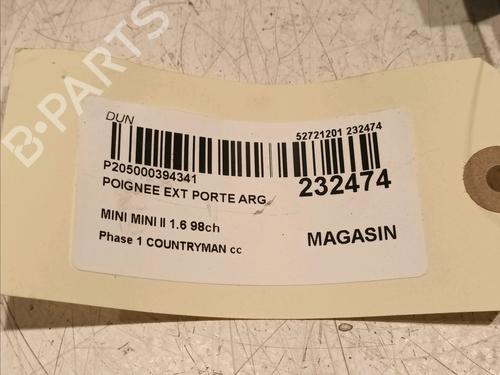 B-PARTS
DUN
52721201 232474
P205000394341
POIGNEE EXT PORTE ARG
232474
MINI MINI II 1.6 98ch
Phase 1 COUNTRYMAN cc
MAGASIN